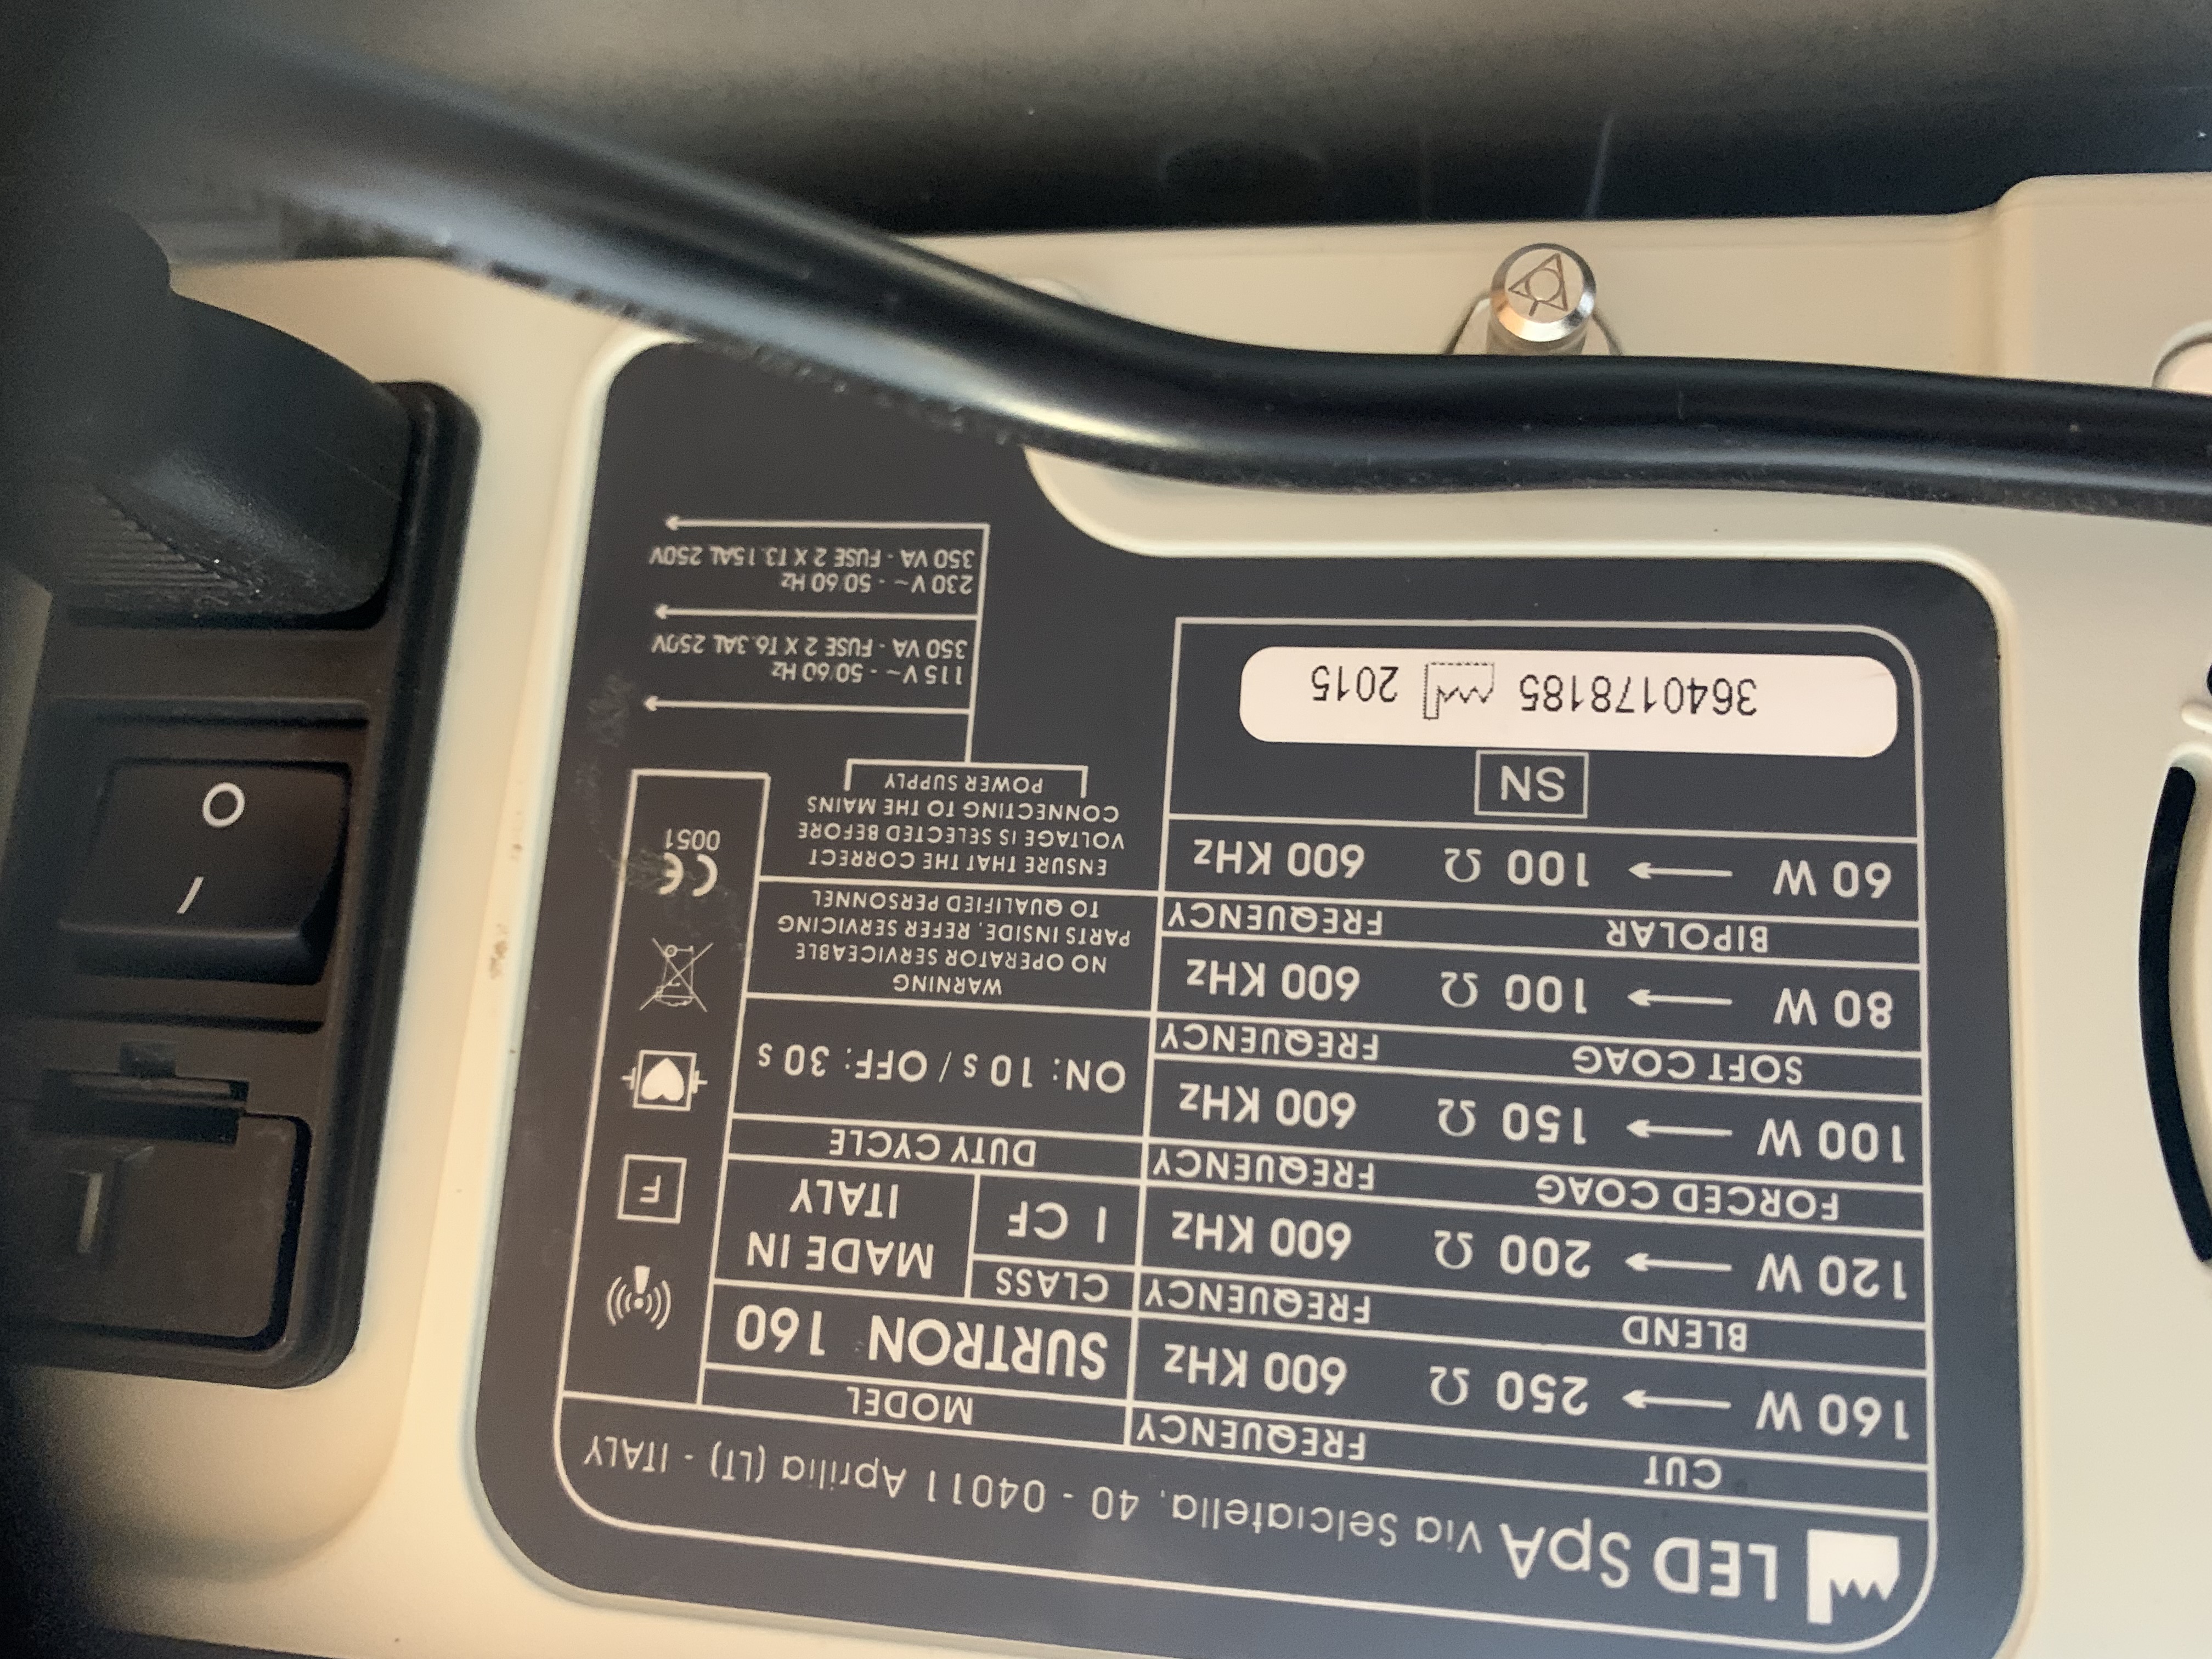 LED SpA Via Selciatella, 40 - 04011 Aprilia (LT) - ITALY
CUT FREQUENCY
160 W → 250 Ω 600 KHz
BLEND FREQUENCY
120 W → 200 Ω 600 KHz
FORCED COAG FREQUENCY
100 W → 150 Ω 600 KHz
SOFT COAG FREQUENCY
80 W → 100 Ω 600 KHz
BIPOLAR FREQUENCY
60 W → 100 Ω 600 KHz
SN
3640178185 2015
MODEL
SURTRON 160
CLASS
I CF
MADE IN
ITALY
DUTY CYCLE
ON: 10 s / OFF: 30 s
WARNING
NO OPERATOR SERVICEABLE
PARTS INSIDE, REFER SERVICING
TO QUALIFIED PERSONNEL
ENSURE THAT THE CORRECT
VOLTAGE IS SELECTED BEFORE
CONNECTING TO THE MAINS
POWER SUPPLY
115 V~ - 50/60 Hz
350 VA - FUSE 2 X T6.3AL 250V
230 V~ - 50/60 Hz
350 VA - FUSE 2 X T3.15AL 250V
F
CE
0051
I
O